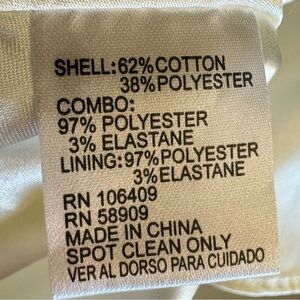 SHELL:62%COTTON
38%POLYESTER
COMBO:
97% POLYESTER
3% ELASTANE
LINING:97%POLYESTER
3%ELASTANE
RN 106409
RN 58909
MADE IN CHINA
SPOT CLEAN ONLY
VER AL DORSO PARA CUIDADO